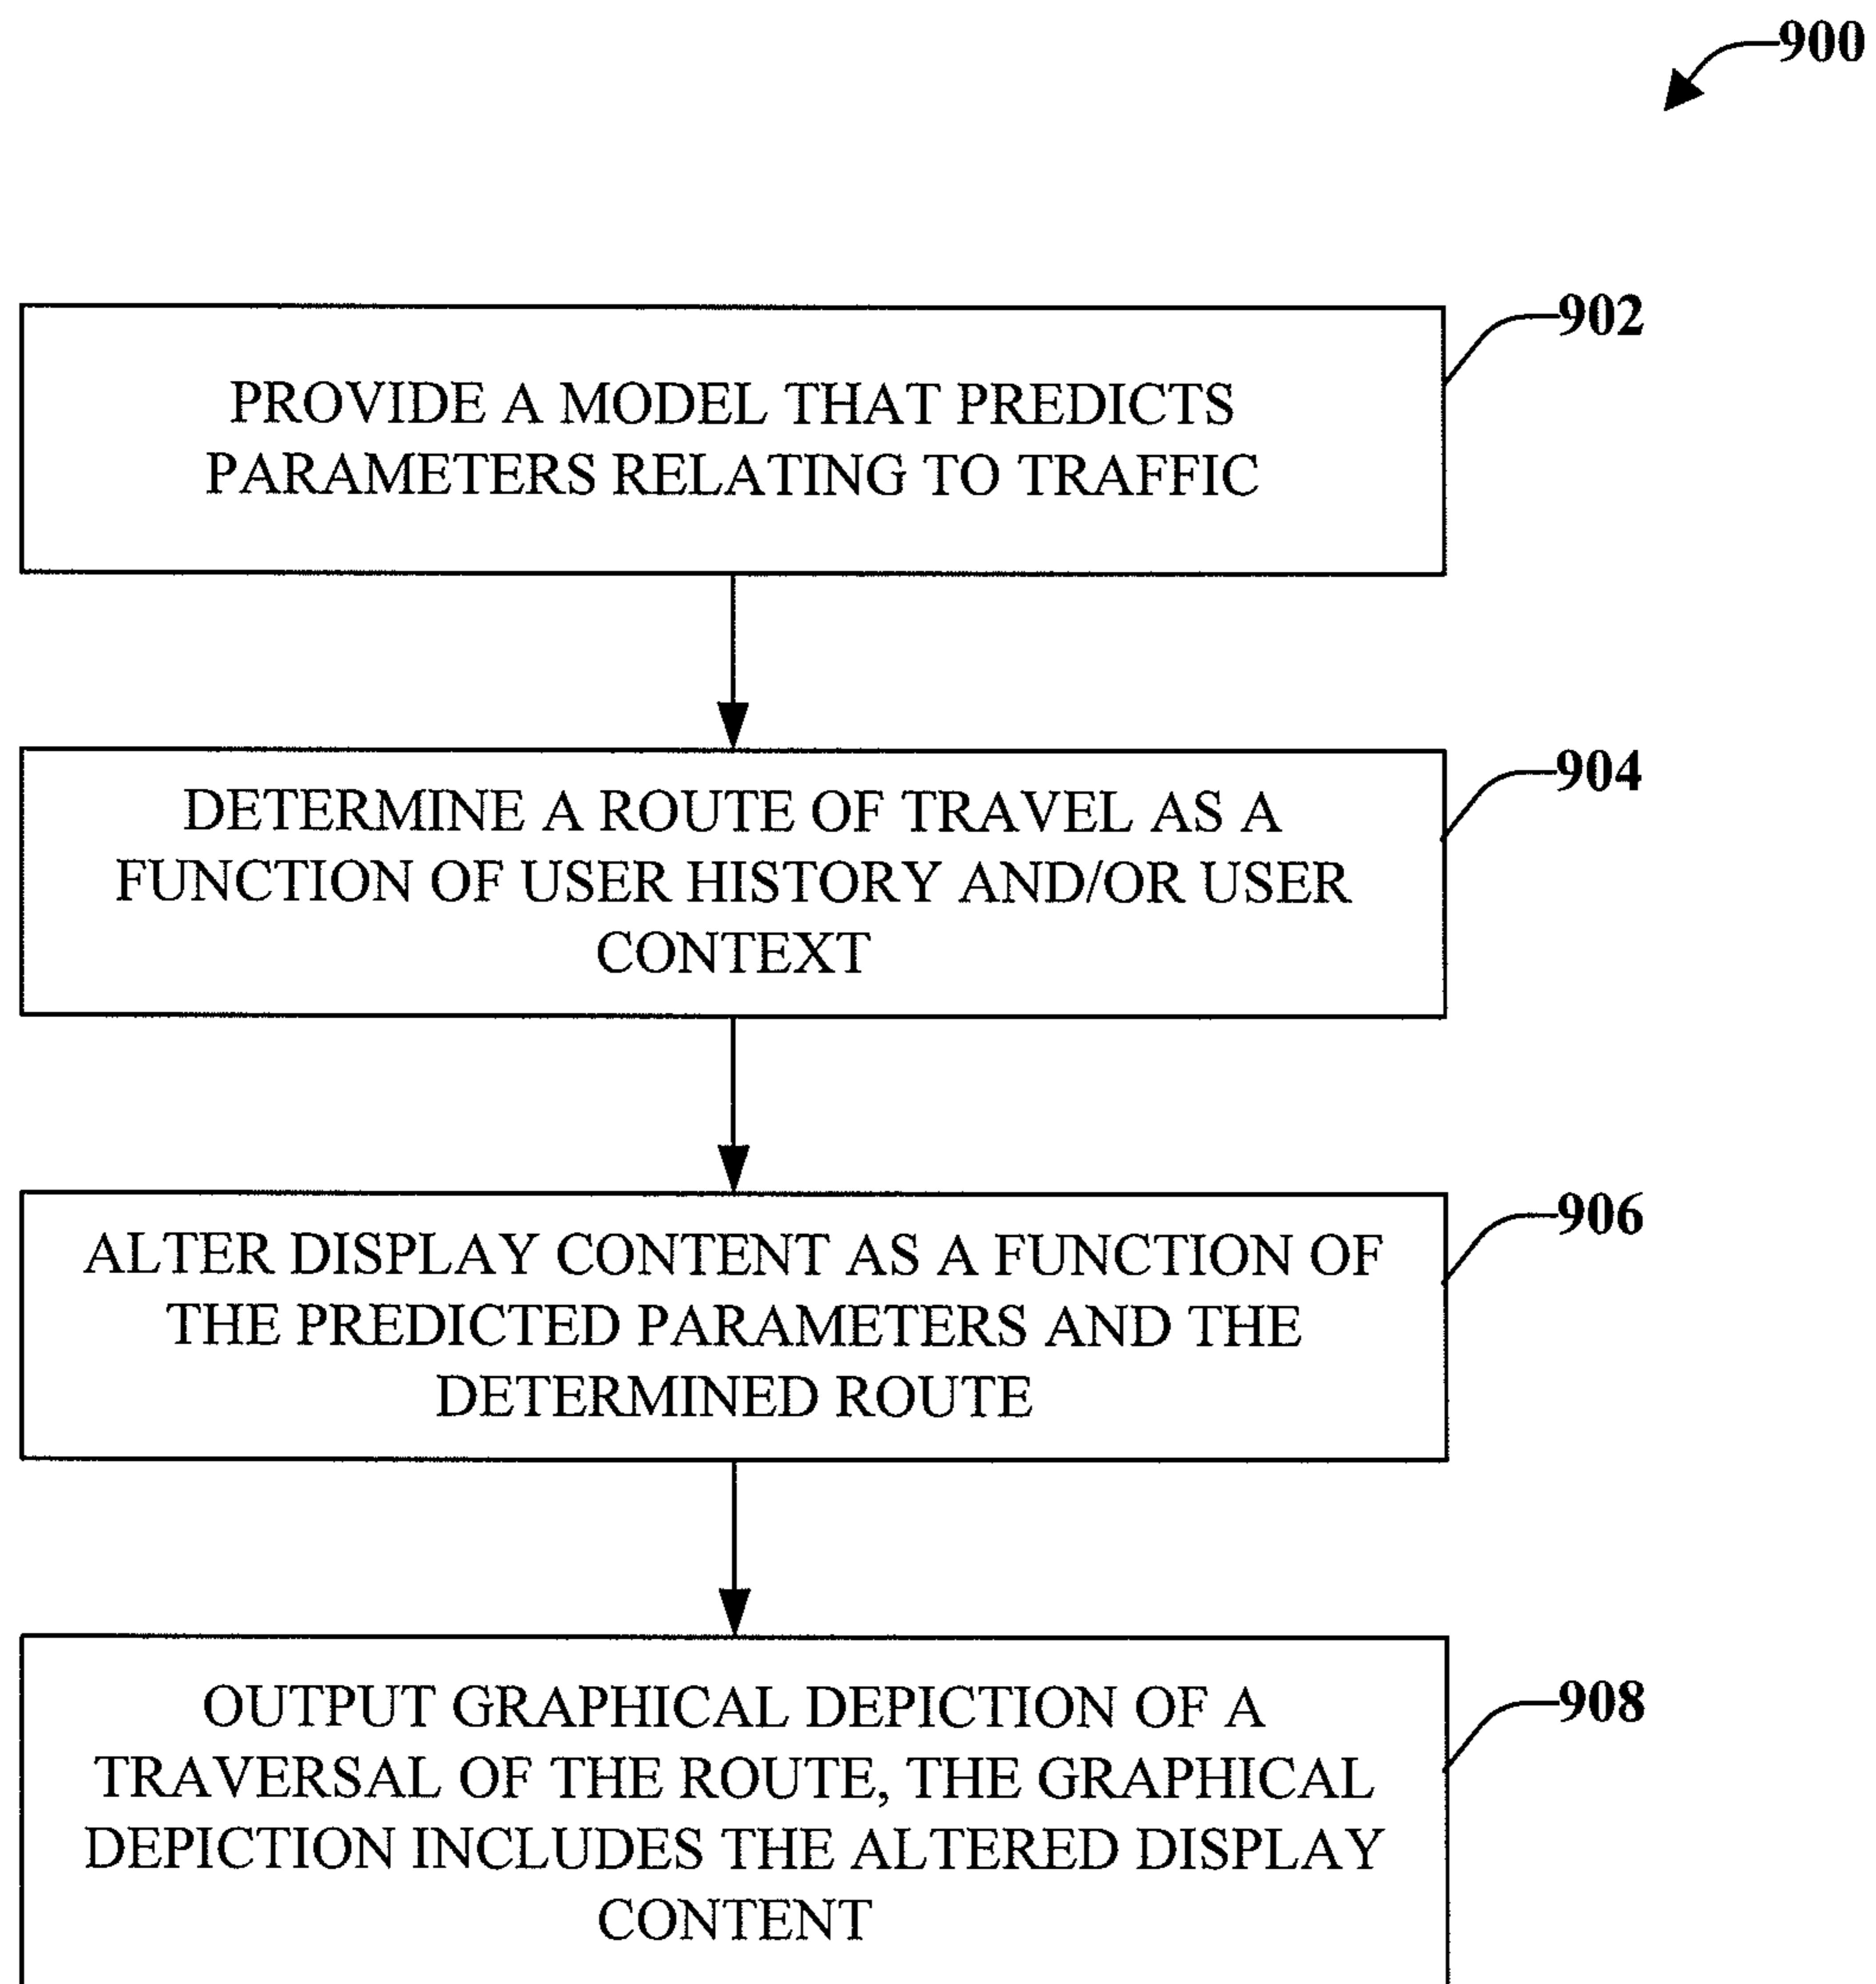 900
902
PROVIDE A MODEL THAT PREDICTS
PARAMETERS RELATING TO TRAFFIC
904
DETERMINE A ROUTE OF TRAVEL AS A
FUNCTION OF USER HISTORY AND/OR USER
CONTEXT
906
ALTER DISPLAY CONTENT AS A FUNCTION OF
THE PREDICTED PARAMETERS AND THE
DETERMINED ROUTE
908
OUTPUT GRAPHICAL DEPICTION OF A
TRAVERSAL OF THE ROUTE, THE GRAPHICAL
DEPICTION INCLUDES THE ALTERED DISPLAY
CONTENT